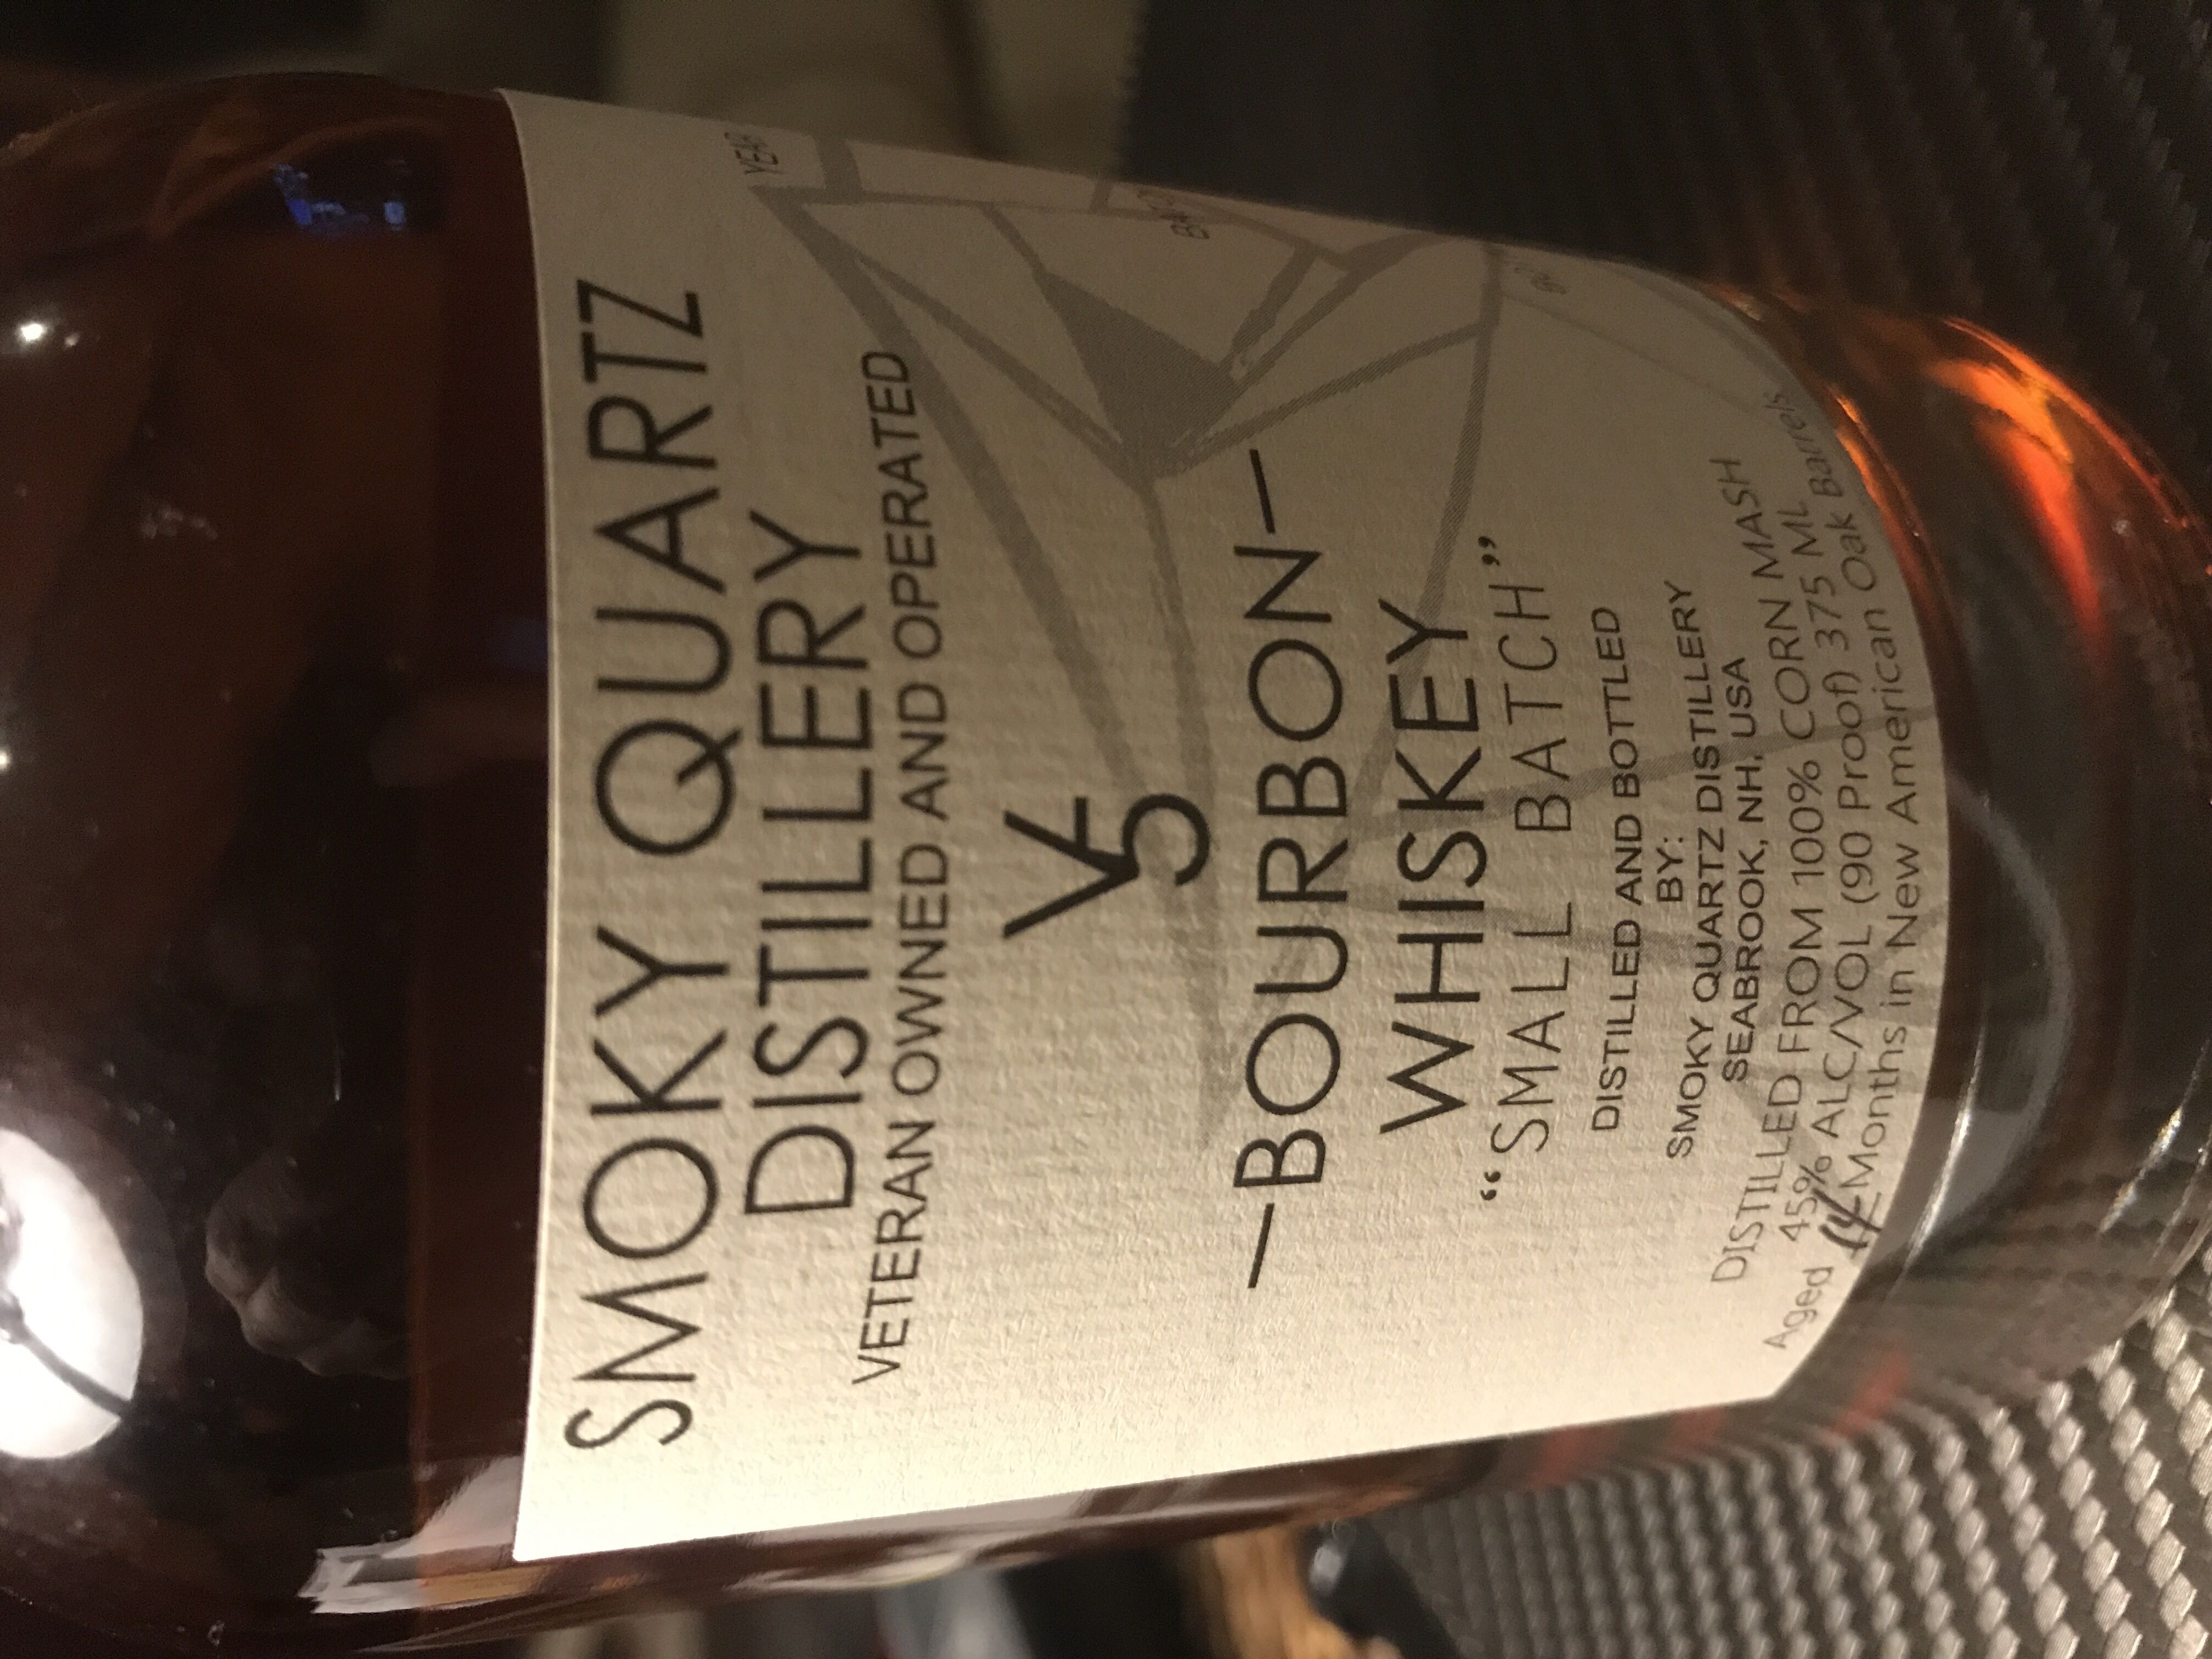 SMOKY QUARTZ
DISTILLERY
VETERAN OWNED AND OPERATED
V5
—BOURBON—
WHISKEY
“SMALL BATCH”
DISTILLED AND BOTTLED
BY:
SMOKY QUARTZ DISTILLERY
SEABROOK, NH, USA
DISTILLED FROM 100% CORN MASH
45% ALC/VOL (90 Proof) 375 ML
Aged 14 Months in New American Oak Barrels
YEAR